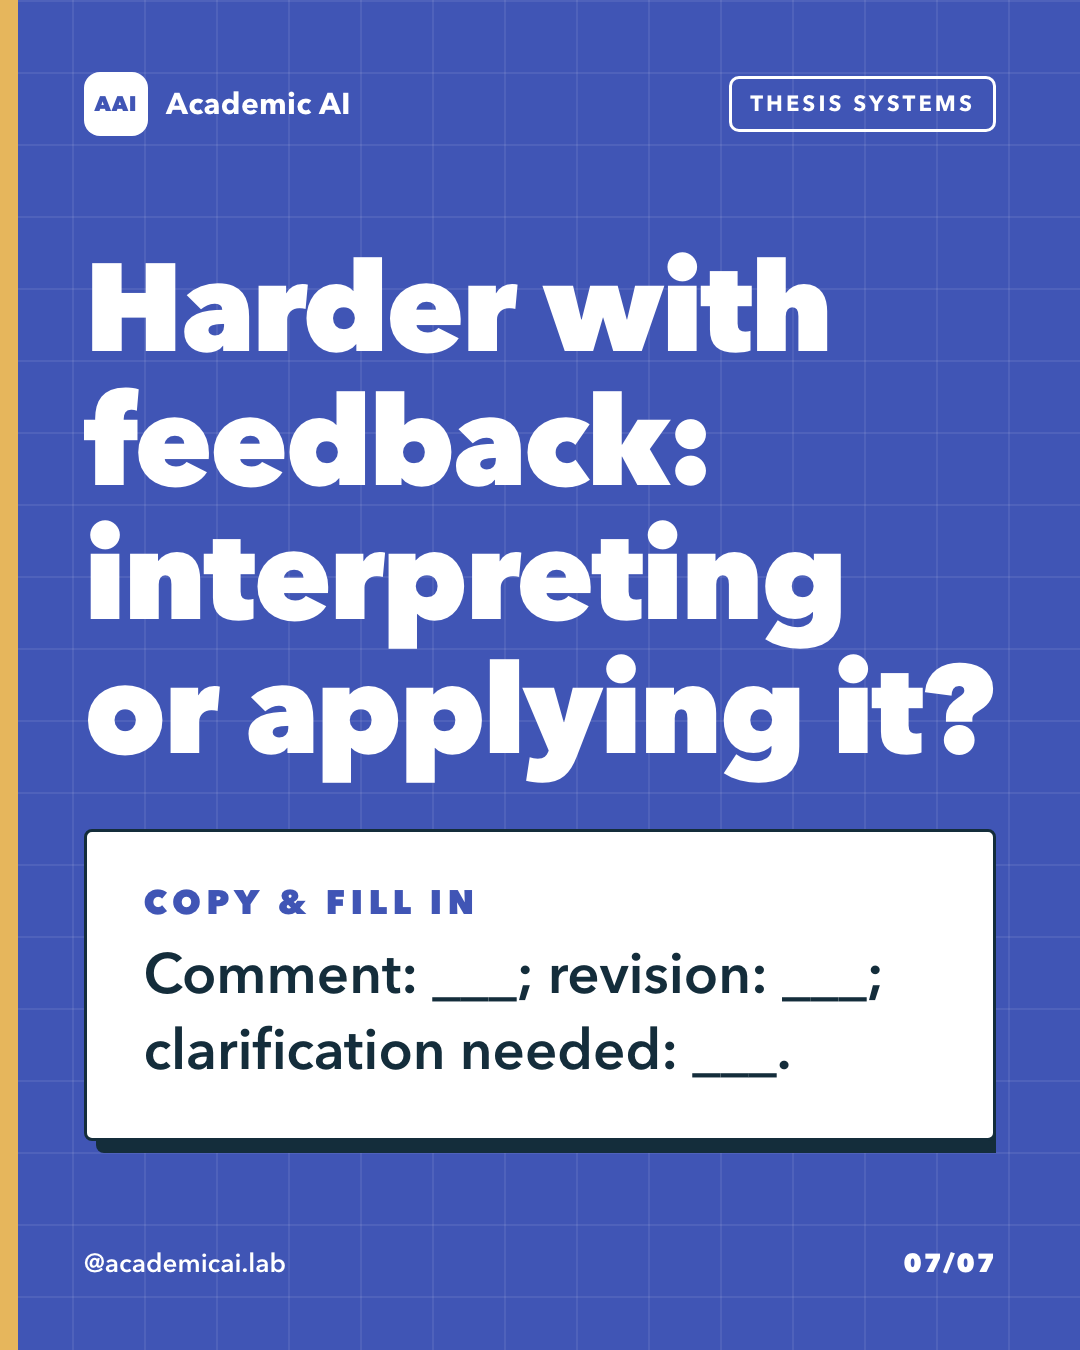 AAI Academic AI
THESIS SYSTEMS
Harder with
feedback:
interpreting
or applying it?
COPY & FILL IN
Comment: ___; revision: ___;
clarification needed: ___.
@academicai.lab
07/07